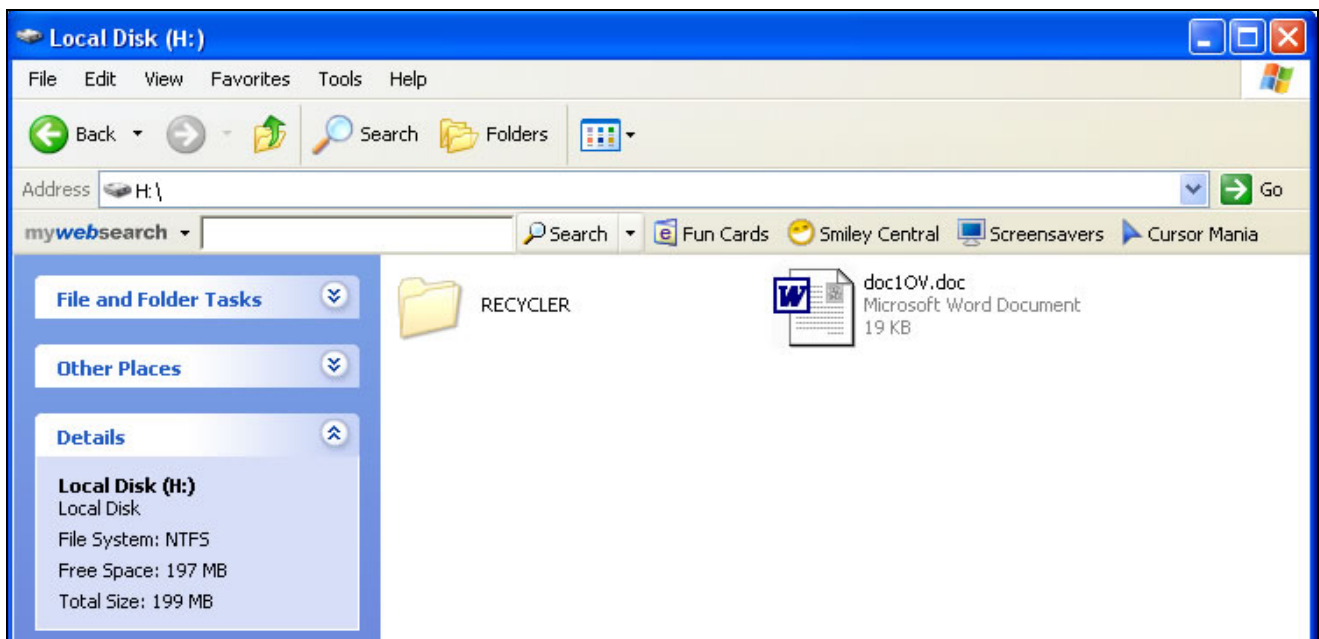 Local Disk (H:)
File Edit View Favorites Tools Help
Back Search Folders
Address H:\ Go
mywebsearch Search Fun Cards Smiley Central Screensavers Cursor Mania
File and Folder Tasks
Other Places
Details
Local Disk (H:)
Local Disk
File System: NTFS
Free Space: 197 MB
Total Size: 199 MB
RECYCLER
doc1OV.doc
Microsoft Word Document
19 KB